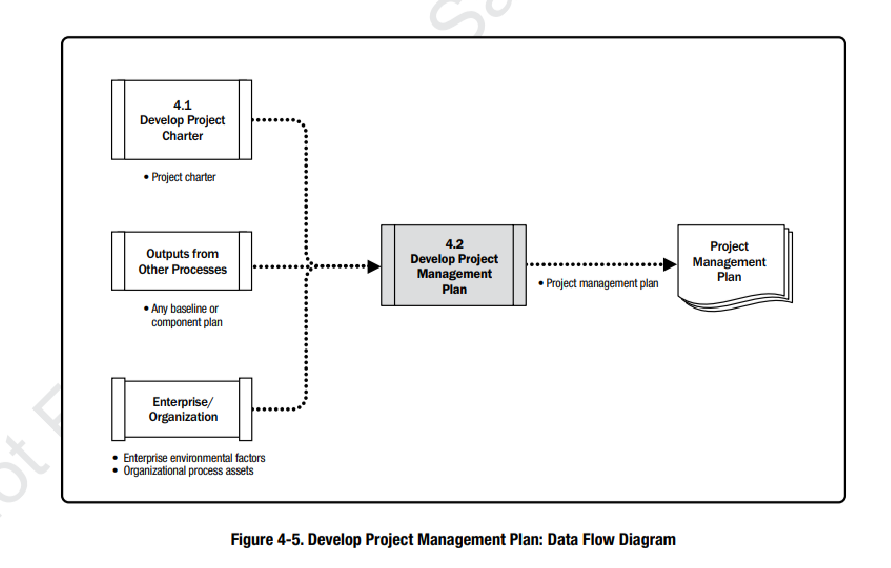 4.1
Develop Project
Charter
• Project charter
Outputs from
Other Processes
• Any baseline or
component plan
Enterprise/
Organization
• Enterprise environmental factors
• Organizational process assets
4.2
Develop Project
Management
Plan
• Project management plan
Project
Management
Plan
Figure 4-5. Develop Project Management Plan: Data Flow Diagram